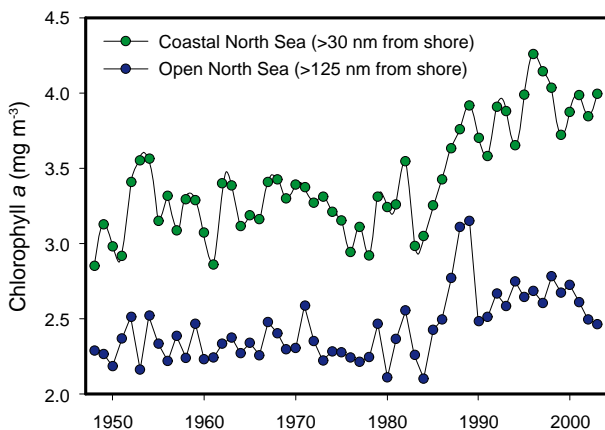 4.5
Coastal North Sea (>30 nm from shore)
Open North Sea (>125 nm from shore)
4.0
3.5
3.0
2.5
2.0
Chlorophyll a (mg m-3)
1950 1960 1970 1980 1990 2000